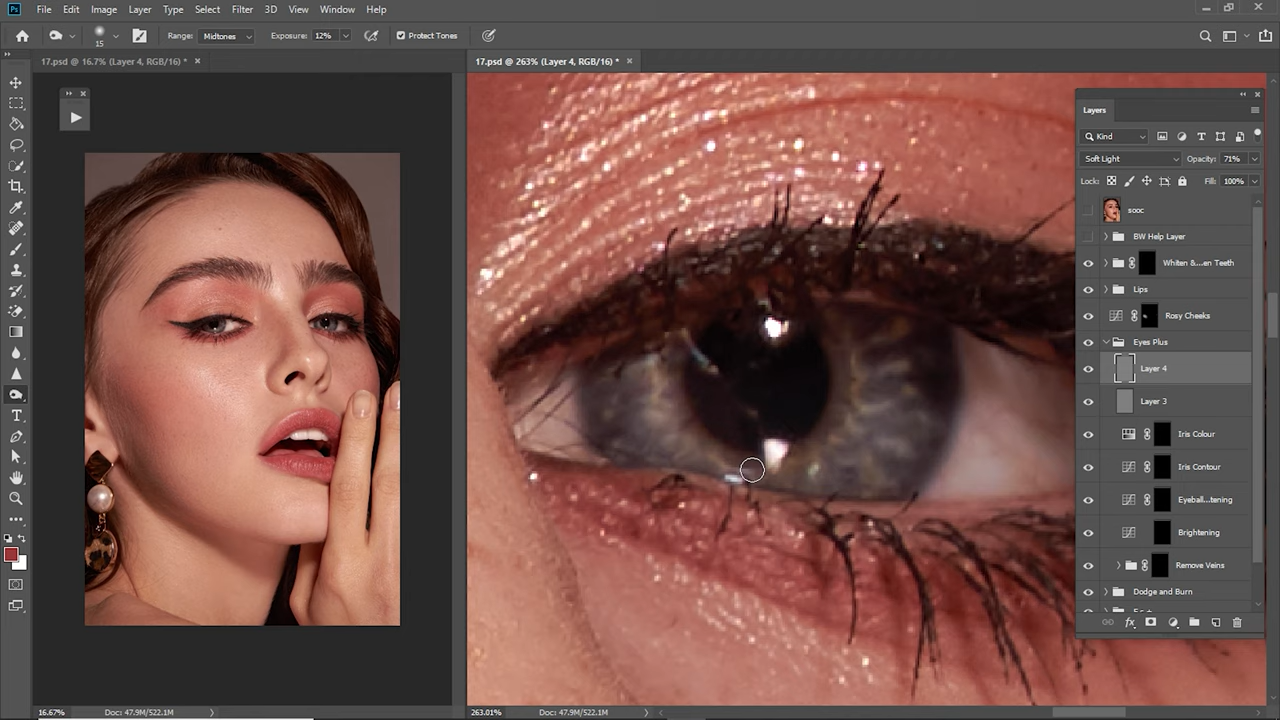 Ps File Edit Image Layer Type Select Filter 3D View Window Help
15 Range: Midtones Exposure: 12% Protect Tones
17.psd @ 16.7% (Layer 4, RGB/16) *
17.psd @ 263% (Layer 4, RGB/16) *
Layers
Kind
Soft Light Opacity: 71%
Lock: Fill: 100%
sooc
BW Help Layer
Whiten &...en Teeth
Lips
Rosy Cheeks
Eyes Plus
Layer 4
Layer 3
Iris Colour
Iris Contour
Eyeball...tening
Brightening
Remove Veins
Dodge and Burn
fx
16.67% Doc: 47.9M/522.1M
263.01% Doc: 47.9M/522.1M